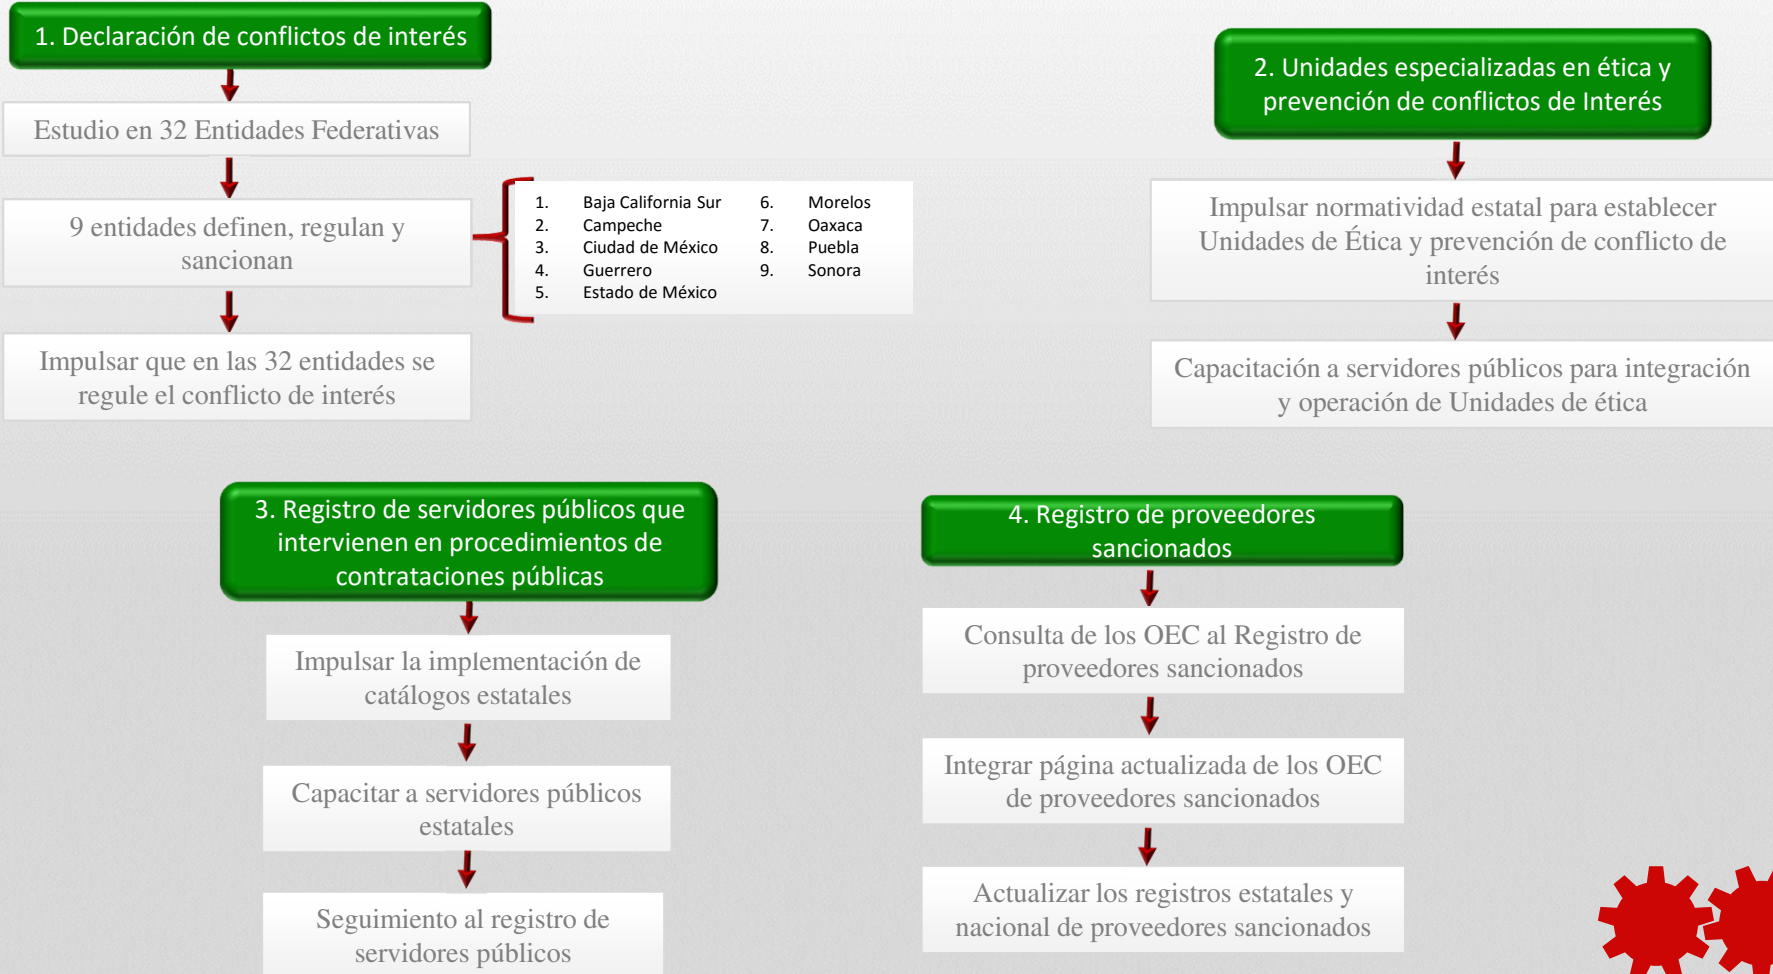 1. Declaración de conflictos de interés
Estudio en 32 Entidades Federativas
9 entidades definen, regulan y
sancionan
1. Baja California Sur
2. Campeche
3. Ciudad de México
4. Guerrero
5. Estado de México
6. Morelos
7. Oaxaca
8. Puebla
9. Sonora
Impulsar que en las 32 entidades se
regule el conflicto de interés
2. Unidades especializadas en ética y
prevención de conflictos de Interés
Impulsar normatividad estatal para establecer
Unidades de Ética y prevención de conflicto de
interés
Capacitación a servidores públicos para integración
y operación de Unidades de ética
3. Registro de servidores públicos que
intervienen en procedimientos de
contrataciones públicas
Impulsar la implementación de
catálogos estatales
Capacitar a servidores públicos
estatales
Seguimiento al registro de
servidores públicos
4. Registro de proveedores
sancionados
Consulta de los OEC al Registro de
proveedores sancionados
Integrar página actualizada de los OEC
de proveedores sancionados
Actualizar los registros estatales y
nacional de proveedores sancionados